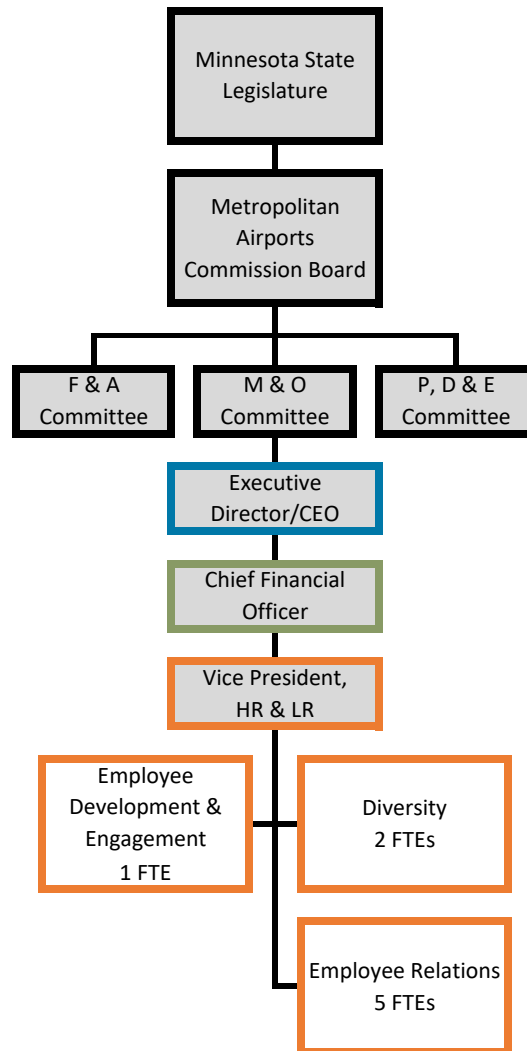 Minnesota State
Legislature
Metropolitan
Airports
Commission Board
F & A
Committee
M & O
Committee
P, D & E
Committee
Executive
Director/CEO
Chief Financial
Officer
Vice President,
HR & LR
Employee
Development &
Engagement
1 FTE
Diversity
2 FTEs
Employee Relations
5 FTEs